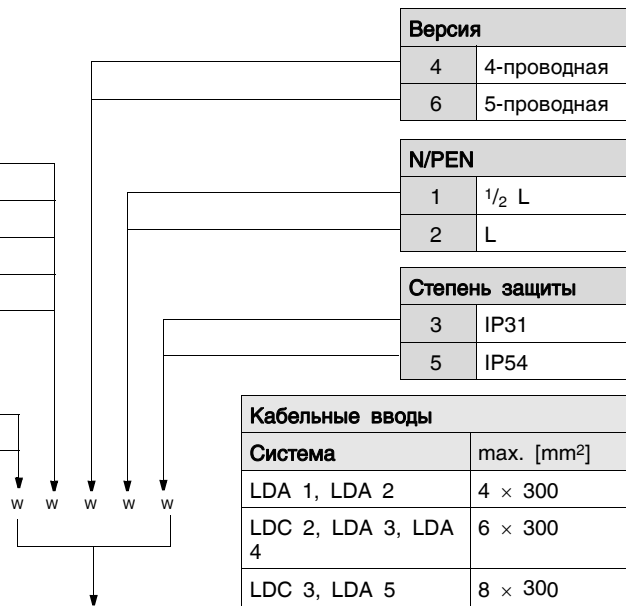 Версия
4 4-проводная
6 5-проводная
N/PEN
1 1/2 L
2 L
Степень защиты
3 IP31
5 IP54
Кабельные вводы
Система max. [mm²]
LDA 1, LDA 2 4 × 300
LDC 2, LDA 3, LDA 6 × 300
4
LDC 3, LDA 5 8 × 300
w w w w w